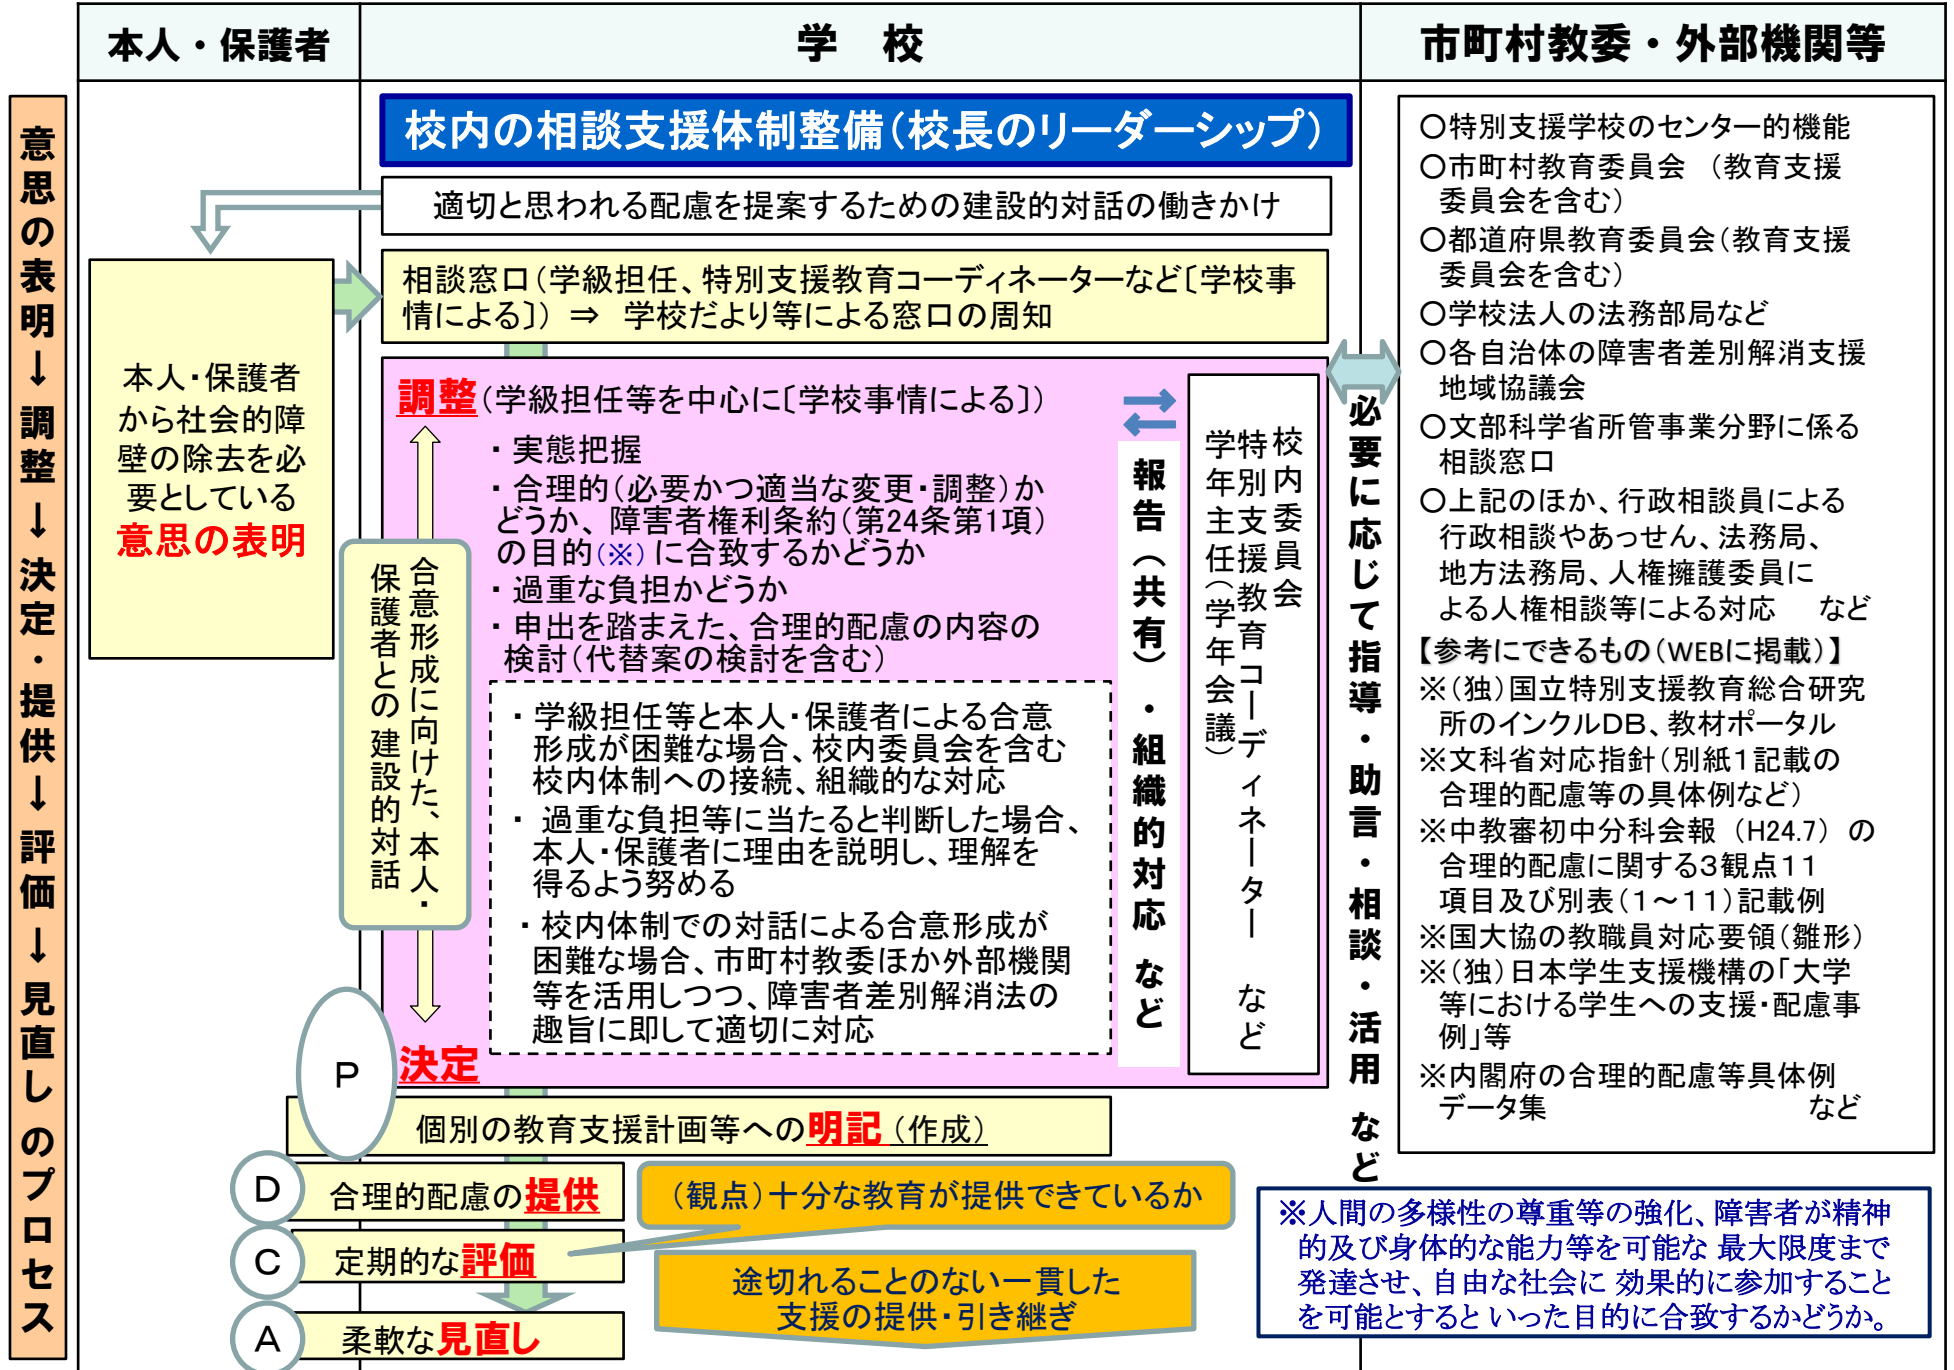 本人・保護者
学 校
市町村教委・外部機関等
意思の表明→調整→決定・提供→評価→見直しのプロセス
校内の相談支援体制整備（校長のリーダーシップ）
適切と思われる配慮を提案するための建設的対話の働きかけ
本人・保護者
から社会的障
壁の除去を必
要としている
意思の表明
相談窓口（学級担任、特別支援教育コーディネーターなど〔学校事
情による〕） ⇒ 学校だより等による窓口の周知
調整（学級担任等を中心に〔学校事情による〕）
・実態把握
・合理的（必要かつ適当な変更・調整）か
どうか、障害者権利条約（第24条第1項）
の目的（※）に合致するかどうか
・過重な負担かどうか
・申出を踏まえた、合理的配慮の内容の
検討（代替案の検討を含む）
合意形成に向けた、本人・
保護者との建設的対話
・学級担任等と本人・保護者による合意
形成が困難な場合、校内委員会を含む
校内体制への接続、組織的な対応
・過重な負担等に当たると判断した場合、
本人・保護者に理由を説明し、理解を
得るよう努める
・校内体制での対話による合意形成が
困難な場合、市町村教委ほか外部機関
等を活用しつつ、障害者差別解消法の
趣旨に即して適切に対応
決定
報告（共有）・組織的対応 など
校内委員会
特別支援教育コーディネーター など
学年主任（学年会議）
必要に応じて指導・助言・相談・活用 など
P
個別の教育支援計画等への明記（作成）
D
合理的配慮の提供
C
定期的な評価
A
柔軟な見直し
（観点）十分な教育が提供できているか
途切れることのない一貫した
支援の提供・引き継ぎ
○特別支援学校のセンター的機能
○市町村教育委員会 （教育支援
委員会を含む）
○都道府県教育委員会（教育支援
委員会を含む）
○学校法人の法務部局など
○各自治体の障害者差別解消支援
地域協議会
○文部科学省所管事業分野に係る
相談窓口
○上記のほか、行政相談員による
行政相談やあっせん、法務局、
地方法務局、人権擁護委員に
よる人権相談等による対応 など
【参考にできるもの（WEBに掲載）】
※（独）国立特別支援教育総合研究
所のインクルDB、教材ポータル
※文科省対応指針（別紙１記載の
合理的配慮等の具体例など）
※中教審初中分科会報（H24.7）の
合理的配慮に関する3観点11
項目及び別表（1～11）記載例
※国大協の教職員対応要領（雛形）
※（独）日本学生支援機構の「大学
等における学生への支援・配慮事
例」等
※内閣府の合理的配慮等具体例
データ集 など
※人間の多様性の尊重等の強化、障害者が精神
的及び身体的な能力等を可能な 最大限度まで
発達させ、自由な社会に 効果的に参加すること
を可能とするといった目的に合致するかどうか。